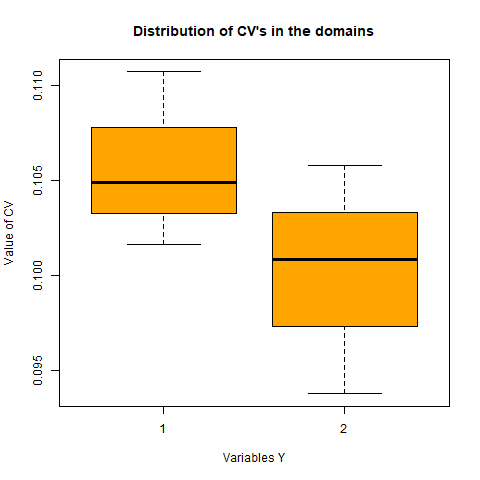 Distribution of CV's in the domains
Value of CV
0.110
0.105
0.100
0.095
1 2
Variables Y